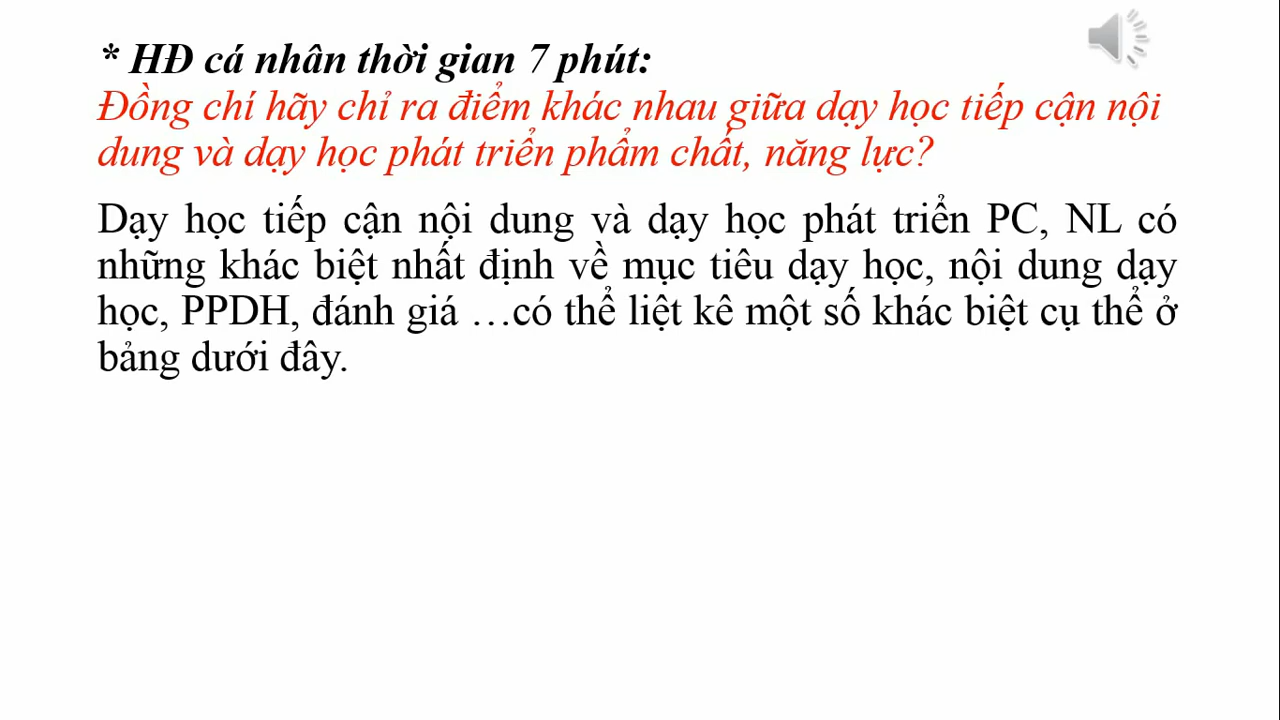 * HĐ cá nhân thời gian 7 phút:
Đồng chí hãy chỉ ra điểm khác nhau giữa dạy học tiếp cận nội
dung và dạy học phát triển phẩm chất, năng lực?
Dạy học tiếp cận nội dung và dạy học phát triển PC, NL có
những khác biệt nhất định về mục tiêu dạy học, nội dung dạy
học, PPDH, đánh giá …có thể liệt kê một số khác biệt cụ thể ở
bảng dưới đây.